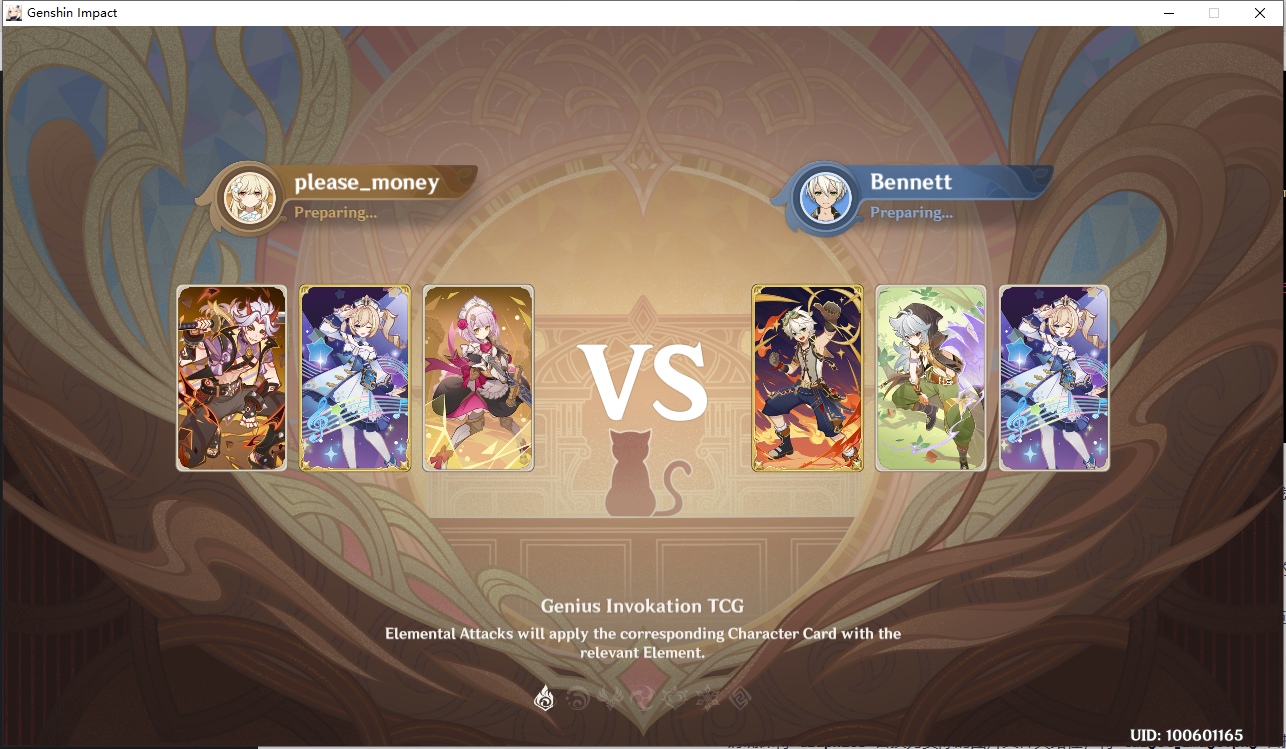 Genshin Impact
please_money
Preparing...
Bennett
Preparing...
VS
Genius Invokation TCG
Elemental Attacks will apply the corresponding Character Card with the
relevant Element.
UID: 100601165